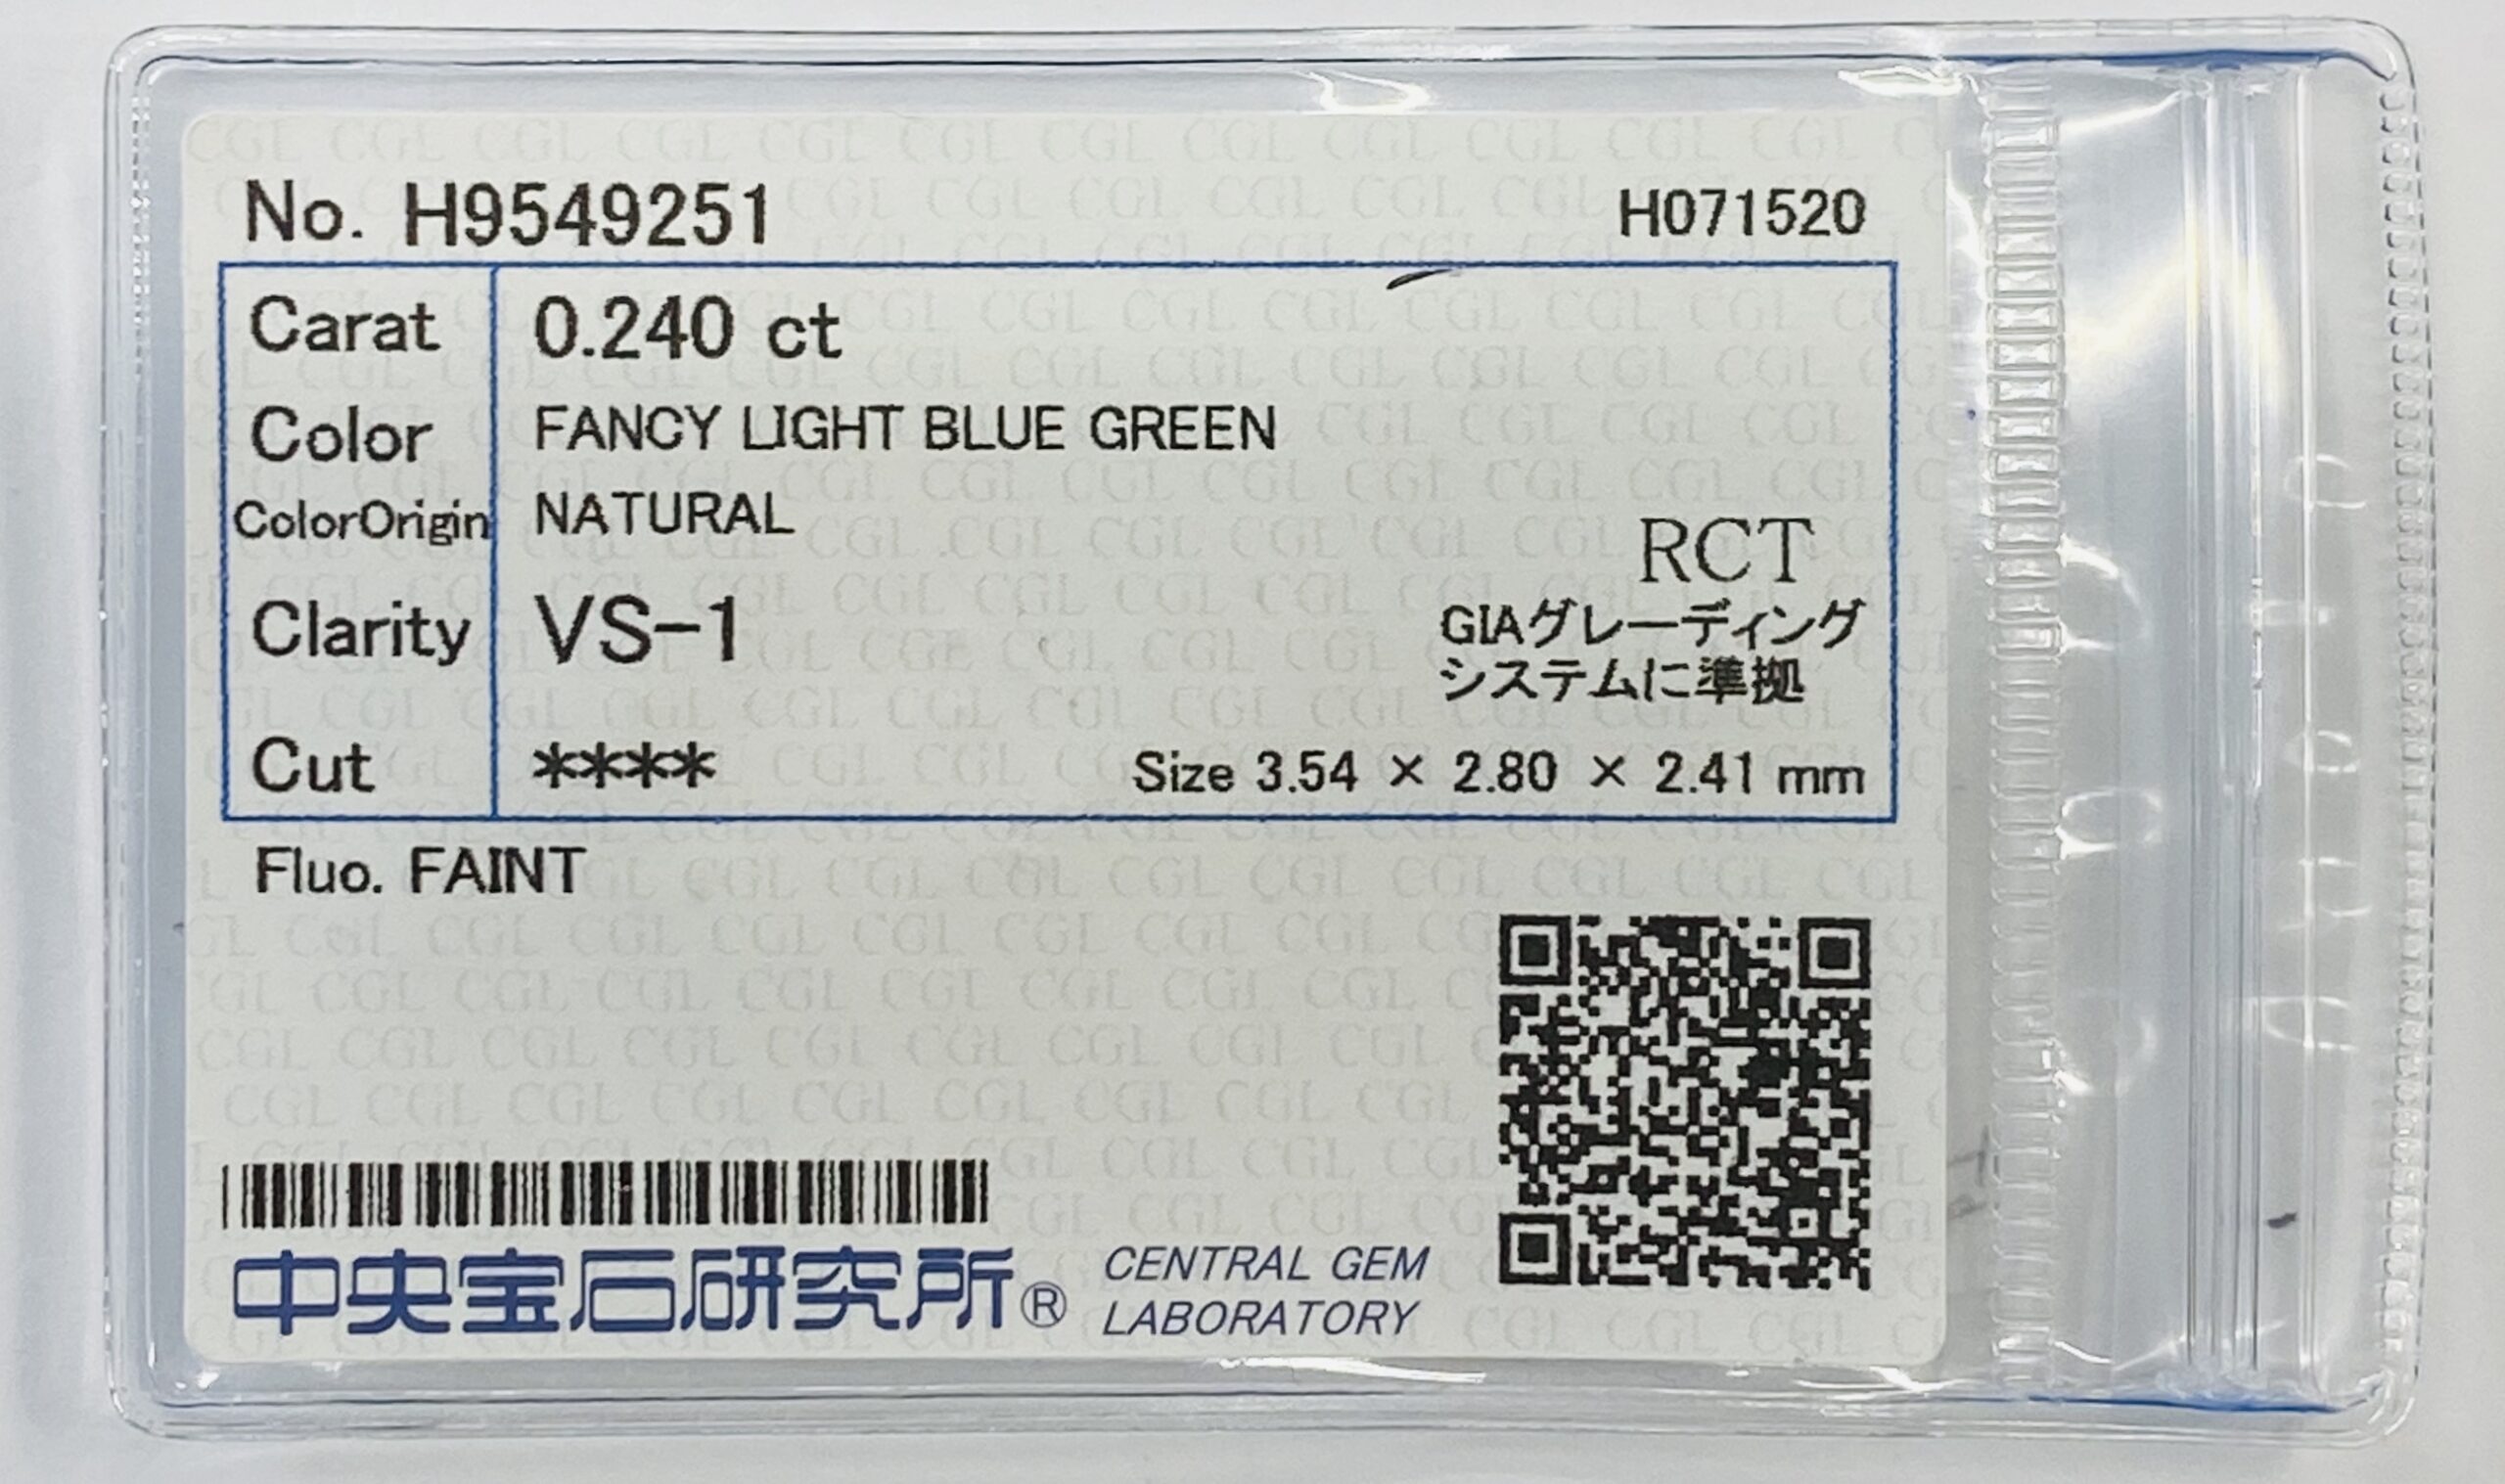 No. H9549251 H071520
Carat 0.240 ct
Color FANCY LIGHT BLUE GREEN
ColorOrigin NATURAL
RCT
Clarity VS-1
GIAグレーディング
システムに準拠
Cut **** Size 3.54 × 2.80 × 2.41 mm
Fluo. FAINT
中央宝石研究所® CENTRAL GEM
LABORATORY